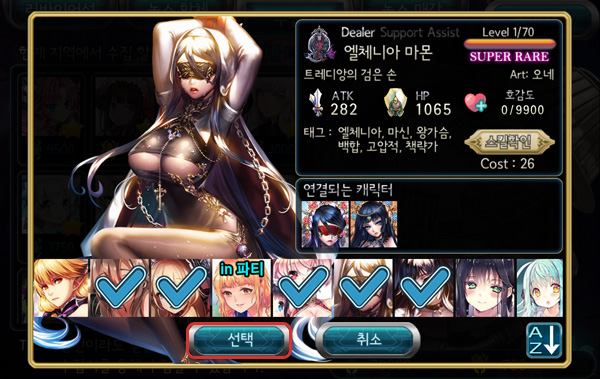 Dealer Support Assist
Level 1/70
엘체니아 마몬
SUPER RARE
트레디앙의 검은 손
Art: 오네
ATK
282
HP
1065
호감도
0/9900
태그 : 엘체니아, 마신, 왕가슴,
백합, 고압적, 책략가
스킬확인
Cost : 26
연결되는 캐릭터
in 파티
선택
취소
A
Z